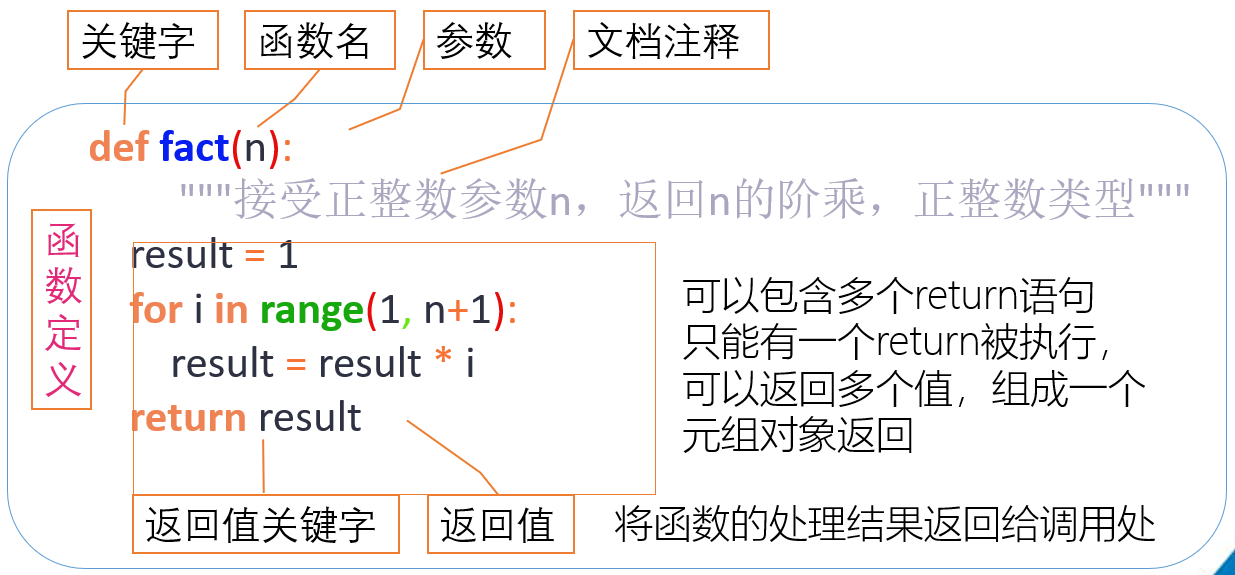 关键字 函数名 参数 文档注释
def fact(n):
"""接受正整数参数n，返回n的阶乘，正整数类型"""
函数定义
result = 1
for i in range(1, n+1):
result = result * i
return result
可以包含多个return语句
只能有一个return被执行，
可以返回多个值，组成一个
元组对象返回
返回值关键字 返回值 将函数的处理结果返回给调用处